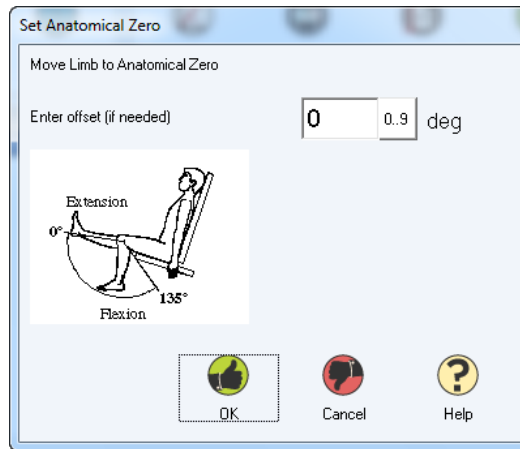 Set Anatomical Zero
Move Limb to Anatomical Zero
Enter offset (if needed)
0
0..9
deg
Extension
0°
135°
Flexion
OK
Cancel
Help